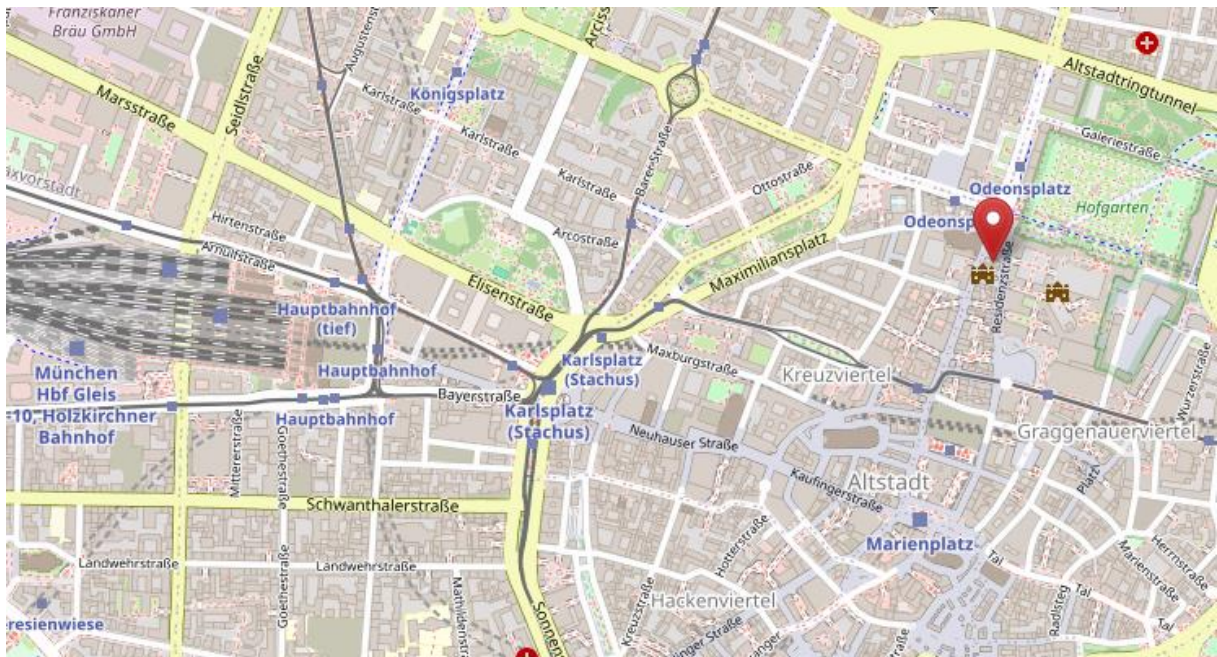 Franziskaner
Bräu GmbH
Marsstraße
Seidlstraße
Karlstraße
Königsplatz
Karlstraße
Karlstraße
Barer Straße
Ottostraße
Altstadtringtunnel
Galeriestraße
Odeonsplatz
Hofgarten
Residenzstraße
Hirtenstraße
Arnulfstraße
Arcostraße
Maximiliansplatz
Elisenstraße
Hauptbahnhof
(tief)
Hauptbahnhof
Hauptbahnhof
München
Hbf Gleis
Holzkirchner
Bahnhof
Karlsplatz
(Stachus)
Karlsplatz
(Stachus)
Bayerstraße
Maxburgstraße
Kreuzviertel
Wurzerstraße
Graggenauerviertel
Neuhauser Straße
Kaufingerstraße
Altstadt
Platzl
Marienplatz
Mittererstraße
Goethestraße
Schwanthalerstraße
Landwehrstraße
Landwehrstraße
Goethestraße
Hotterstraße
Kreuzstraße
Hackenviertel
Tal
Tal
Tal
Radlsteg
Marienstraße
Herrnstraße